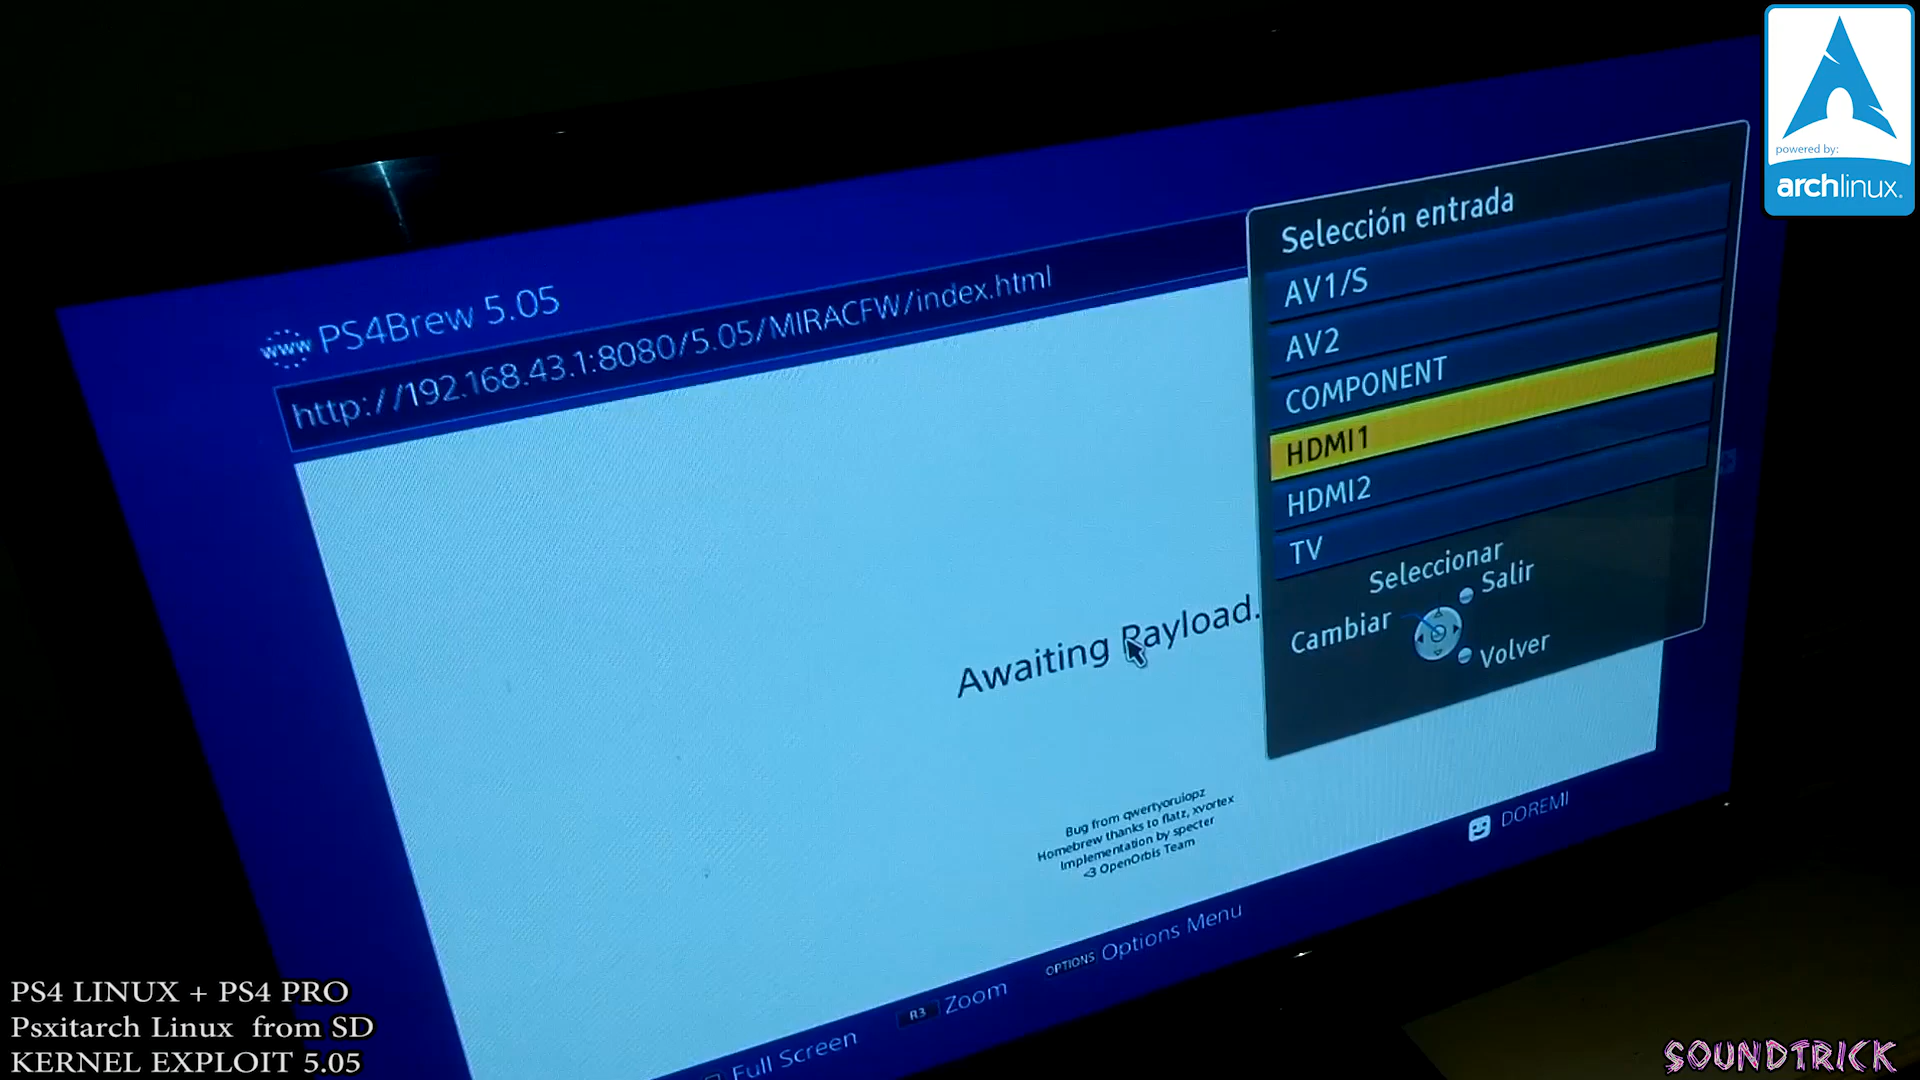 powered by:
archlinux.
www PS4Brew 5.05
http://192.168.43.1:8080/5.05/MIRACFW/index.html
Selección entrada
AV1/S
AV2
COMPONENT
HDMI1
HDMI2
TV
Seleccionar
Salir
Cambiar
Volver
Awaiting Payload.
Bug from qwertyoruiopz
Homebrew thanks to flatz, xvortex
Implementation by specter
<3 OpenOrbis Team
DOREMI
Full Screen
R3 Zoom
OPTIONS Options Menu
PS4 LINUX + PS4 PRO
Psxitarch Linux from SD
KERNEL EXPLOIT 5.05
SOUNDTRICK